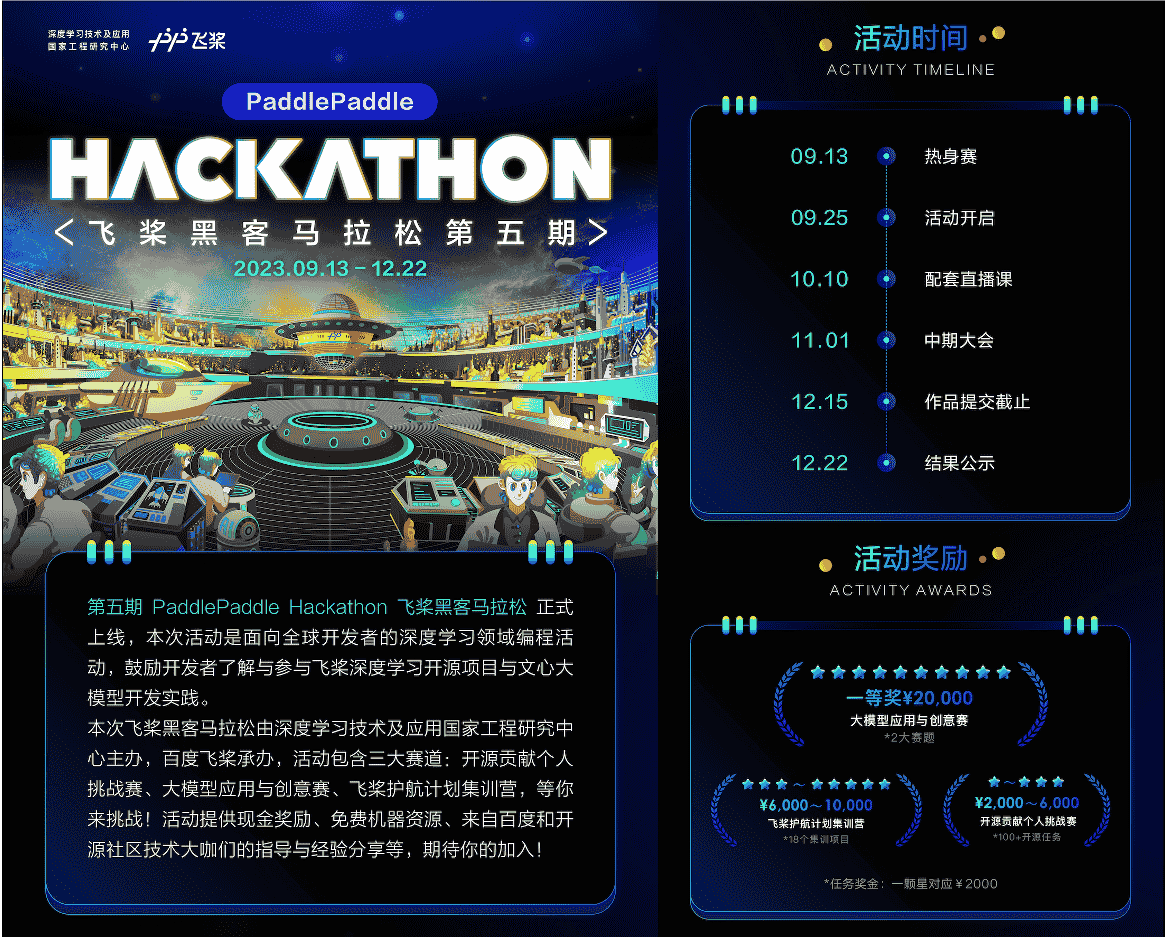 深度学习技术及应用
国家工程研究中心
飞桨
PaddlePaddle
HACKATHON
<飞桨黑客马拉松第五期>
2023.09.13 – 12.22
第五期 PaddlePaddle Hackathon 飞桨黑客马拉松 正式
上线，本次活动是面向全球开发者的深度学习领域编程活
动，鼓励开发者了解与参与飞桨深度学习开源项目与文心大
模型开发实践。
本次飞桨黑客马拉松由深度学习技术及应用国家工程研究中
心主办，百度飞桨承办，活动包含三大赛道：开源贡献个人
挑战赛、大模型应用与创意赛、飞桨护航计划集训营，等你
来挑战！活动提供现金奖励、免费机器资源、来自百度和开
源社区技术大咖们的指导与经验分享等，期待你的加入！
活动时间
ACTIVITY TIMELINE
09.13 热身赛
09.25 活动开启
10.10 配套直播课
11.01 中期大会
12.15 作品提交截止
12.22 结果公示
活动奖励
ACTIVITY AWARDS
一等奖¥20,000
大模型应用与创意赛
*2大赛题
～
¥6,000～10,000
飞桨护航计划集训营
*18个集训项目
～
¥2,000～6,000
开源贡献个人挑战赛
*100+开源任务
*任务奖金：一颗星对应￥2000